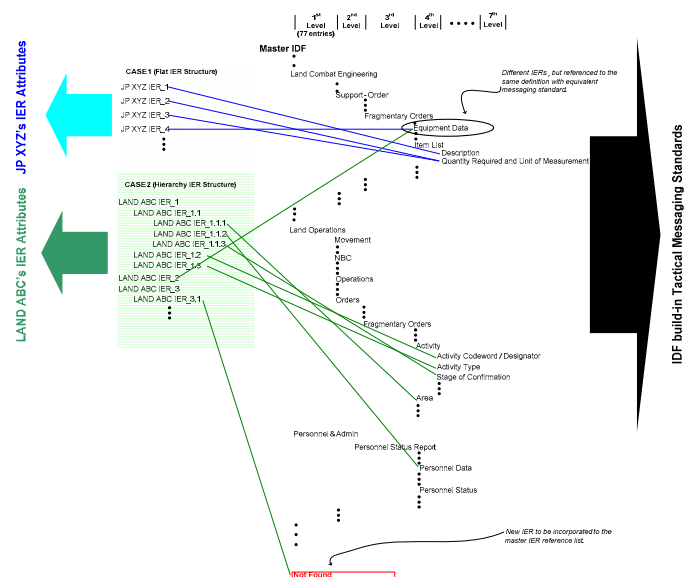 1st Level (77 entries)
2nd Level
3rd Level
4th Level
7th Level
Master IDF
Land Combat Engineering
Support-Order
Fragmentary Orders
Equipment Data
Item List
Description
Quantity Required and Unit of Measurement
Different IERs, but referenced to the
same definition with equivalent
messaging standard.
CASE 1 (Flat IER Structure)
JP XYZ IER_1
JP XYZ IER_2
JP XYZ IER_3
JP XYZ IER_4
JP XYZ's IER Attributes
CASE 2 (Hierarchy IER Structure)
LAND ABC IER_1
LAND ABC IER_1.1
LAND ABC IER_1.1.1
LAND ABC IER_1.1.2
LAND ABC IER_1.1.3
LAND ABC IER_1.2
LAND ABC IER_1.3
LAND ABC IER_2
LAND ABC IER_3
LAND ABC IER_3.1
LAND ABC's IER Attributes
Land Operations
Movement
NBC
Operations
Orders
Fragmentary Orders
Activity
Activity Codeword / Designator
Activity Type
Stage of Confirmation
Area
Personnel & Admin
Personnel Status Report
Personnel Data
Personnel Status
New IER to be incorporated to the
master IER reference list.
Not Found
IDF build-in Tactical Messaging Standards